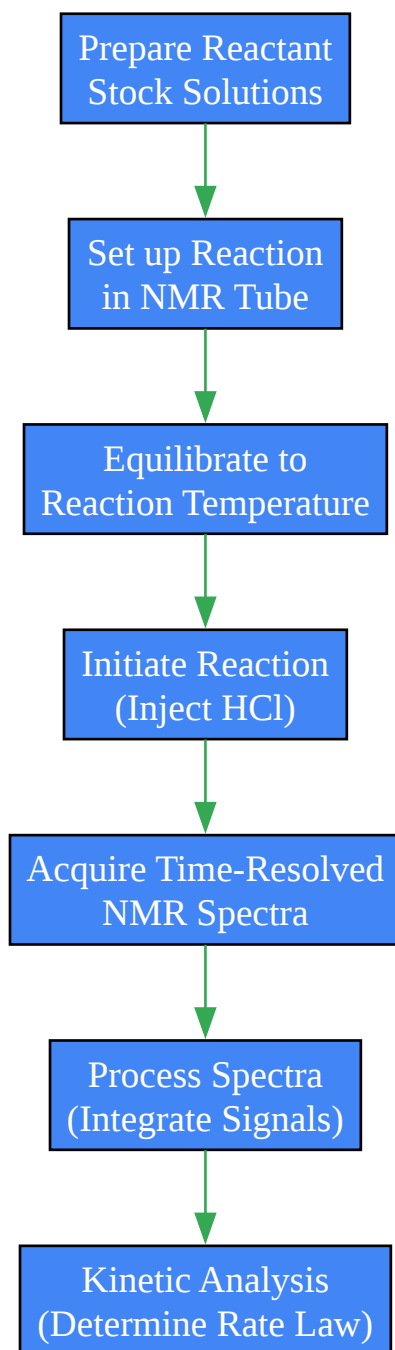 Prepare Reactant
Stock Solutions
Set up Reaction
in NMR Tube
Equilibrate to
Reaction Temperature
Initiate Reaction
(Inject HCl)
Acquire Time-Resolved
NMR Spectra
Process Spectra
(Integrate Signals)
Kinetic Analysis
(Determine Rate Law)